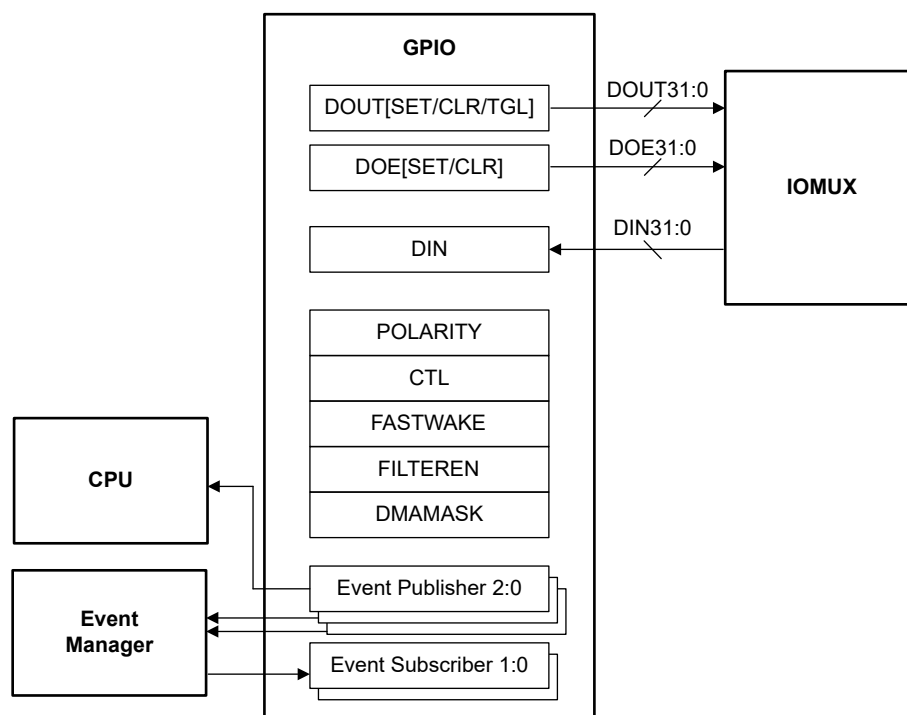 GPIO
DOUT[SET/CLR/TGL]
DOUT31:0
DOE[SET/CLR]
DOE31:0
IOMUX
DIN
DIN31:0
POLARITY
CTL
FASTWAKE
FILTEREN
DMAMASK
CPU
Event Publisher 2:0
Event
Manager
Event Subscriber 1:0